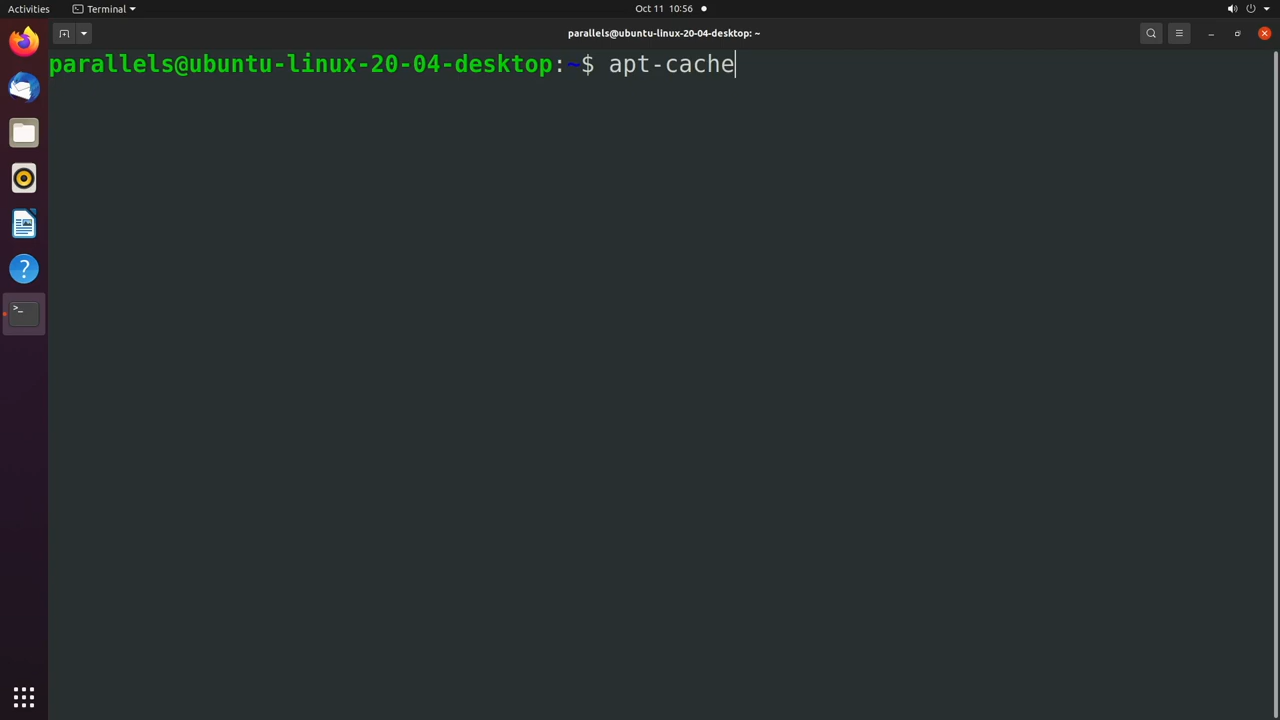 Activities
Terminal
Oct 11 10:56
parallels@ubuntu-linux-20-04-desktop: ~
parallels@ubuntu-linux-20-04-desktop:~$ apt-cache